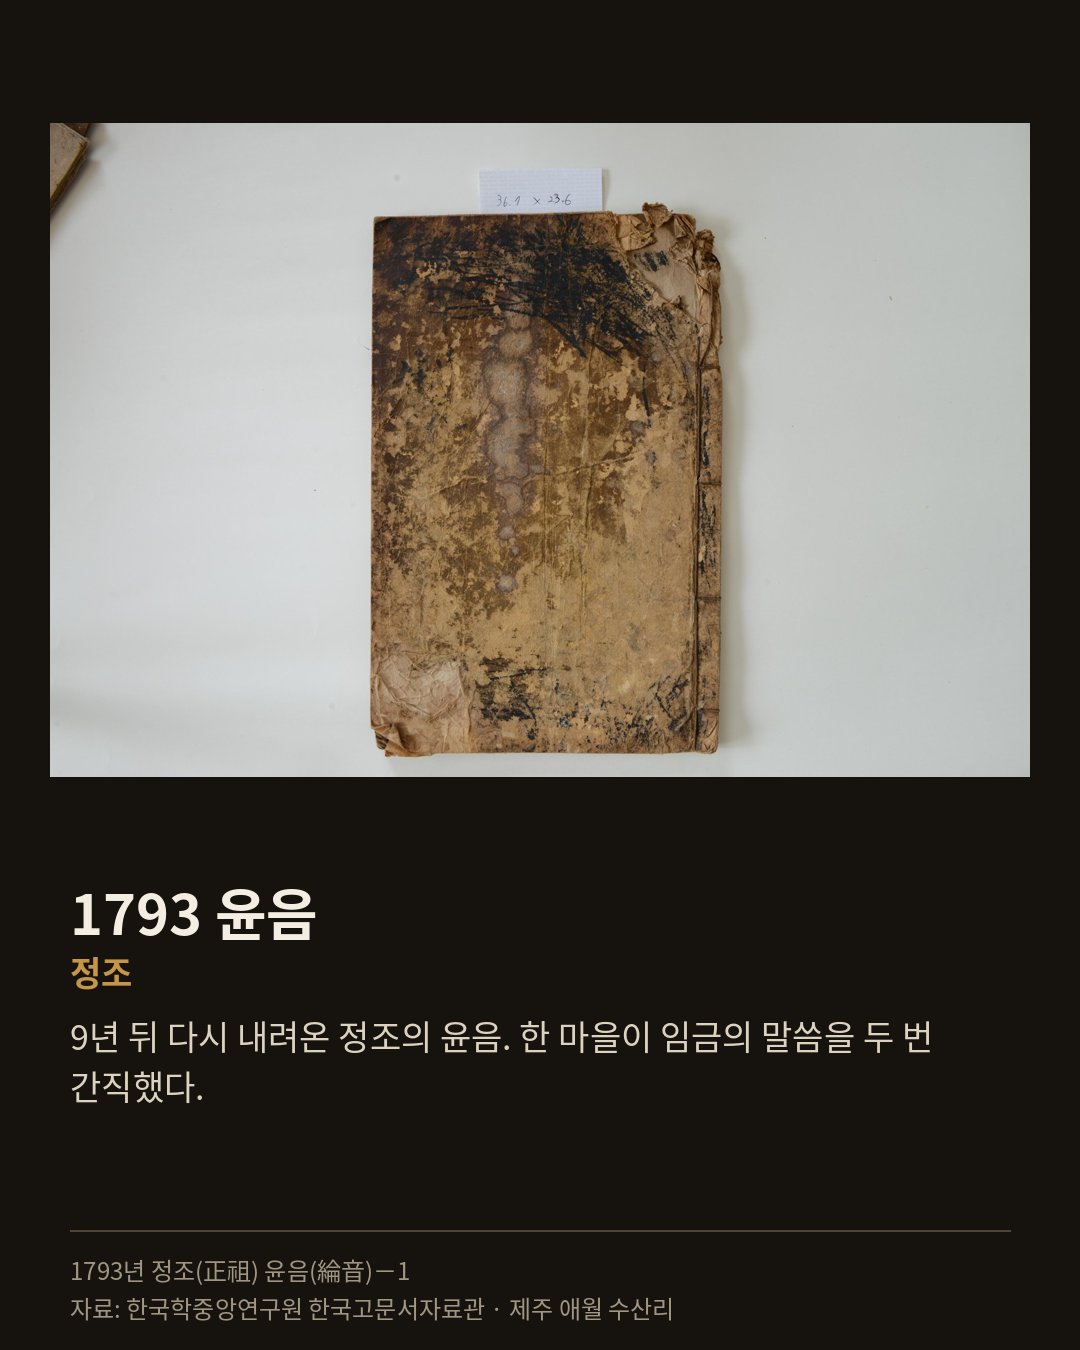 36.7 × 23.6
1793 윤음
정조
9년 뒤 다시 내려온 정조의 윤음. 한 마을이 임금의 말씀을 두 번
간직했다.
1793년 정조(正祖) 윤음(綸音)－1
자료: 한국학중앙연구원 한국고문서자료관 · 제주 애월 수산리